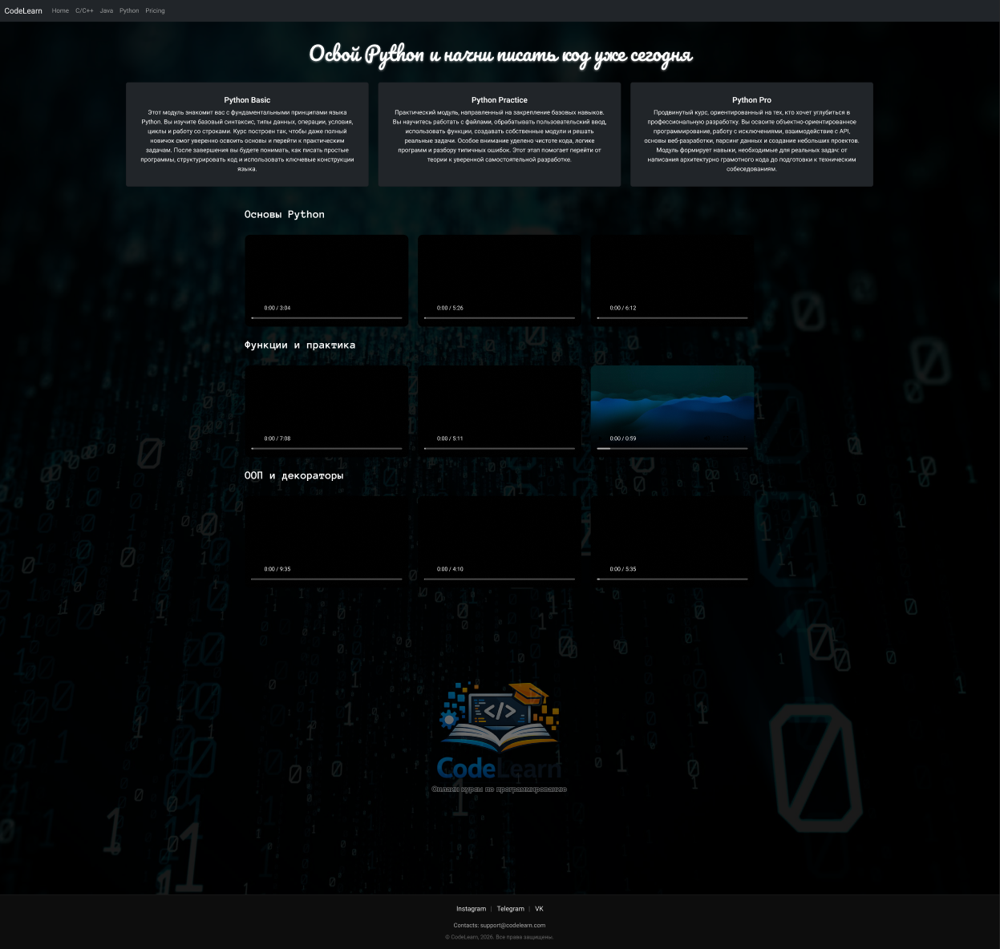 CodeLearn Home C/C++ Java Python Pricing
Освой Python и начни писать код уже сегодня
Python Basic
Этот модуль знакомит вас с фундаментальными принципами языка
Python. Вы изучите базовый синтаксис, типы данных, операции, условия,
циклы и работу со строками. Курс построен так, чтобы даже полный
новичок смог уверенно освоить основы и перейти к практическим
задачам. После завершения вы будете понимать, как писать простые
программы, структурировать код и использовать ключевые конструкции
языка.
Python Practice
Практический модуль, направленный на закрепление базовых навыков.
Вы научитесь работать с файлами, обрабатывать пользовательский ввод,
использовать функции, создавать собственные модули и решать
реальные задачи. Особое внимание уделено чистоте кода, логике
программ и разбору типичных ошибок. Этот этап помогает перейти от
теории к уверенной самостоятельной разработке.
Python Pro
Продвинутый курс, ориентированный на тех, кто хочет углубиться в
профессиональную разработку. Вы освоите объектно-ориентированное
программирование, работу с исключениями, взаимодействие с API,
основы веб-разработки, парсинг данных и создание небольших проектов.
Модуль формирует навыки, необходимые для реальных задач: от
написания архитектурно грамотного кода до подготовки к техническим
собеседованиям.
Основы Python
0:00 / 3:04
0:00 / 5:26
0:00 / 6:12
Функции и практика
0:00 / 7:08
0:00 / 5:11
0:00 / 0:59
ООП и декораторы
0:00 / 9:35
0:00 / 4:10
0:00 / 5:35
</>
CodeLearn
Онлайн курсы по программированию
Instagram | Telegram | VK
Contacts: support@codelearn.com
© CodeLearn, 2026. Все права защищены.